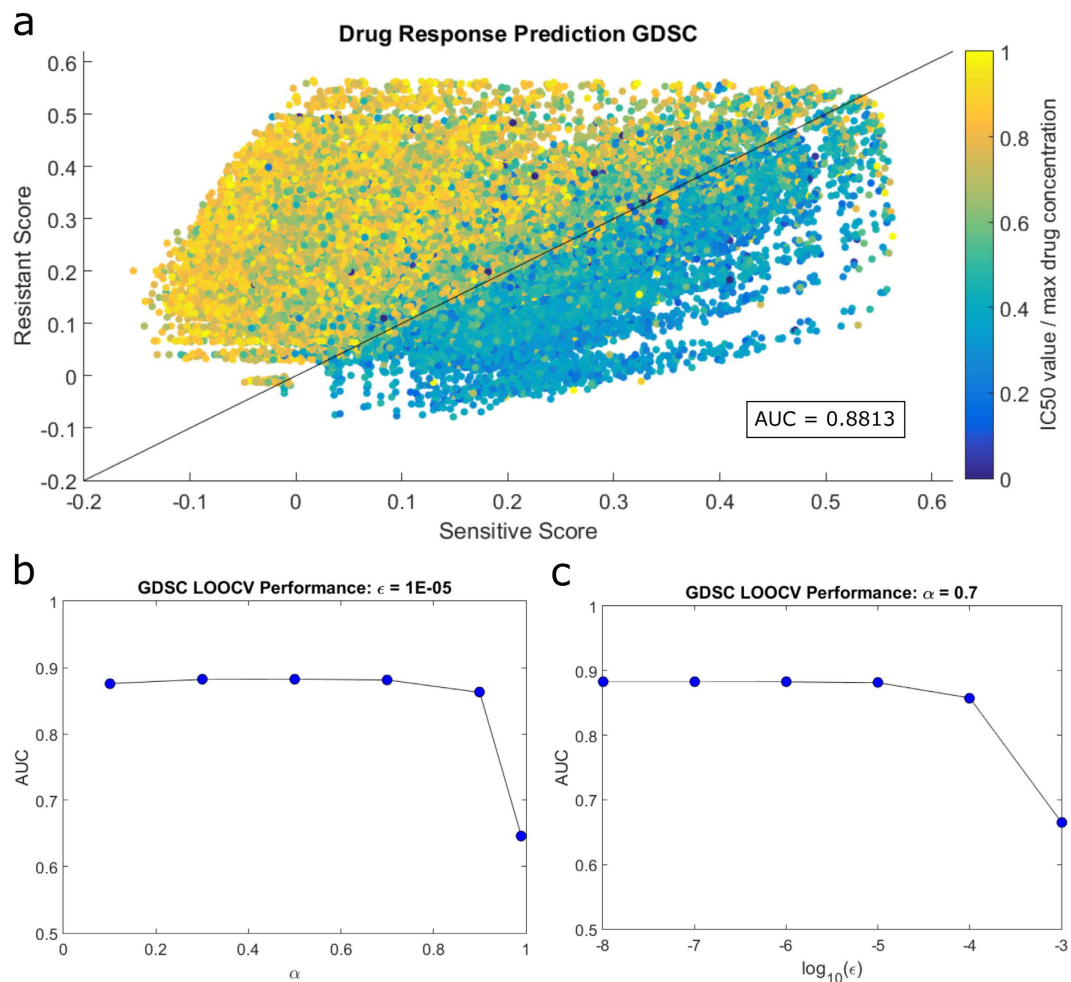 a
Drug Response Prediction GDSC
Resistant Score
0.6
0.5
0.4
0.3
0.2
0.1
0
-0.1
-0.2
-0.2 -0.1 0 0.1 0.2 0.3 0.4 0.5 0.6
Sensitive Score
AUC = 0.8813
1
0.8
0.6
0.4
0.2
0
IC50 value / max drug concentration
b
GDSC LOOCV Performance: ϵ = 1E-05
AUC
1
0.9
0.8
0.7
0.6
0.5
0 0.2 0.4 0.6 0.8 1
α
c
GDSC LOOCV Performance: α = 0.7
AUC
1
0.9
0.8
0.7
0.6
0.5
-8 -7 -6 -5 -4 -3
log₁₀(ϵ)